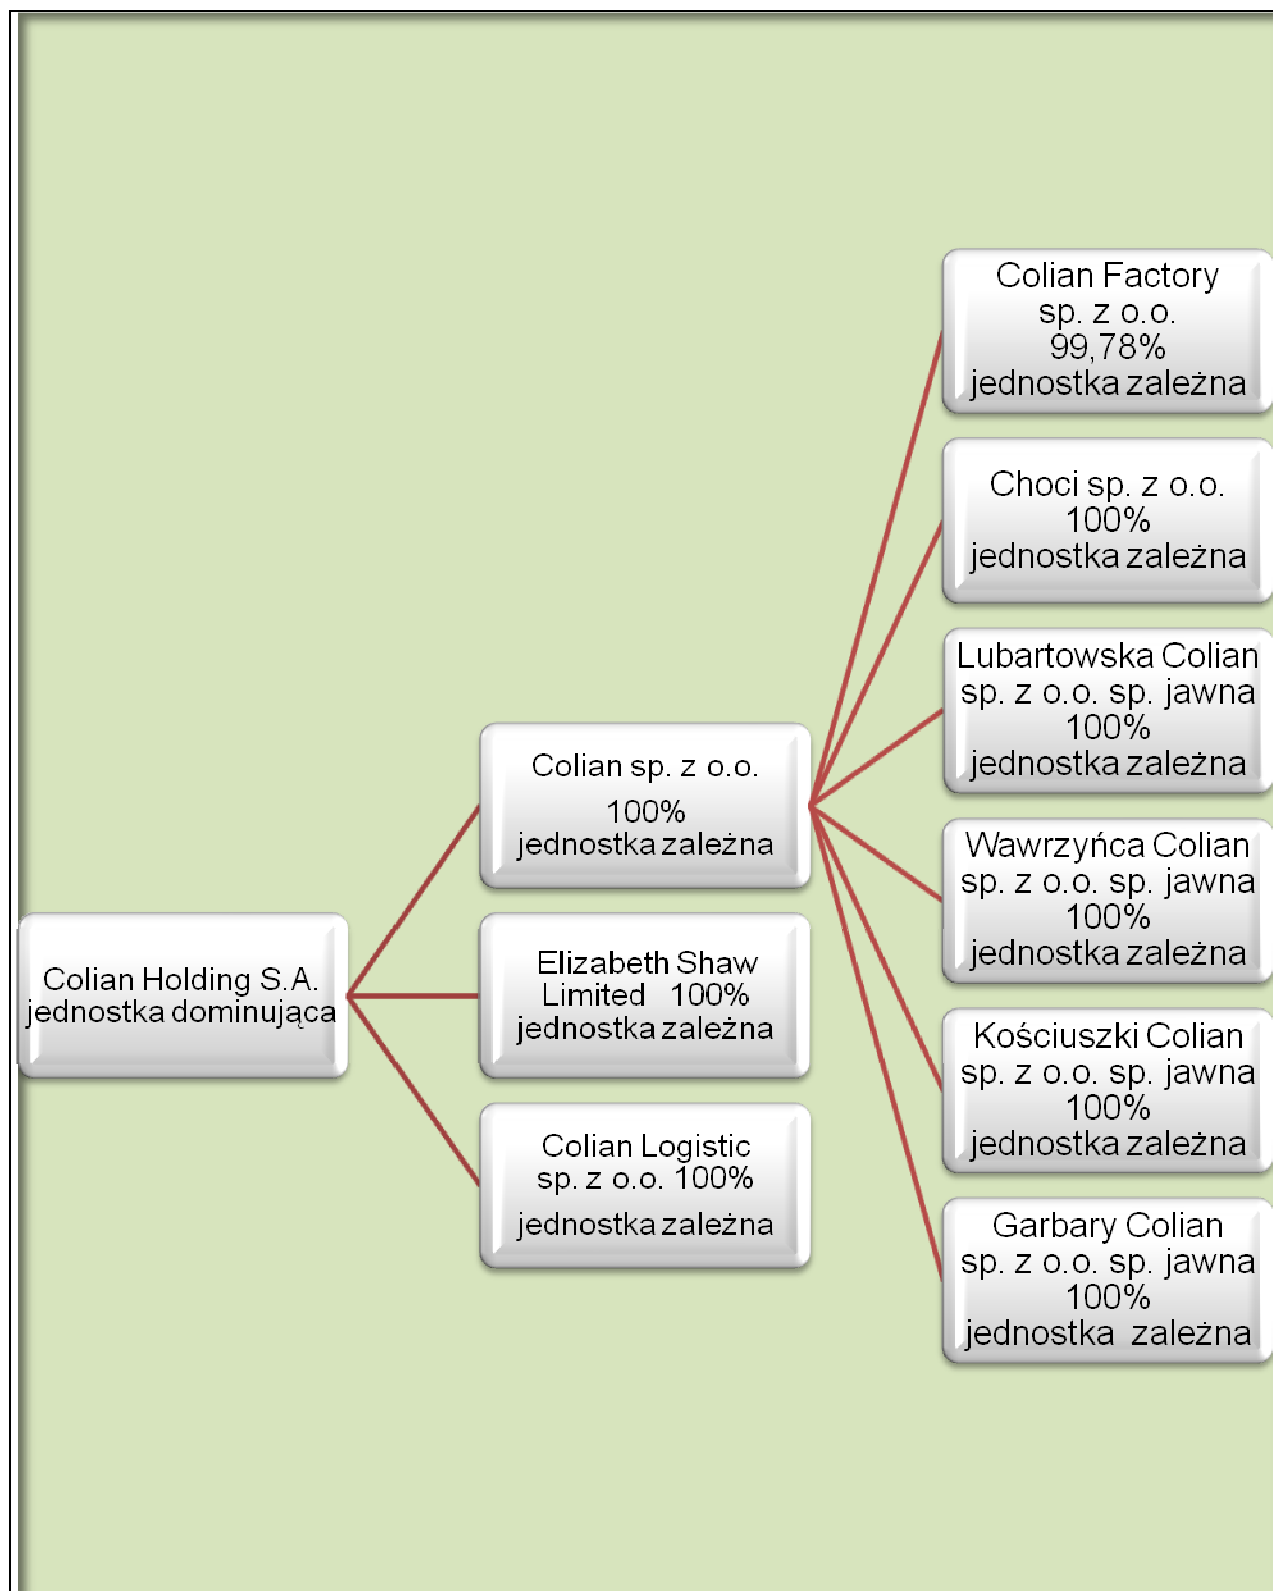 Colian Holding S.A.
jednostka dominująca
Colian sp. z o.o.
100%
jednostka zależna
Elizabeth Shaw
Limited 100%
jednostka zależna
Colian Logistic
sp. z o.o. 100%
jednostka zależna
Colian Factory
sp. z o.o.
99,78%
jednostka zależna
Choci sp. z o.o.
100%
jednostka zależna
Lubartowska Colian
sp. z o.o. sp. jawna
100%
jednostka zależna
Wawrzyńca Colian
sp. z o.o. sp. jawna
100%
jednostka zależna
Kościuszki Colian
sp. z o.o. sp. jawna
100%
jednostka zależna
Garbary Colian
sp. z o.o. sp. jawna
100%
jednostka zależna